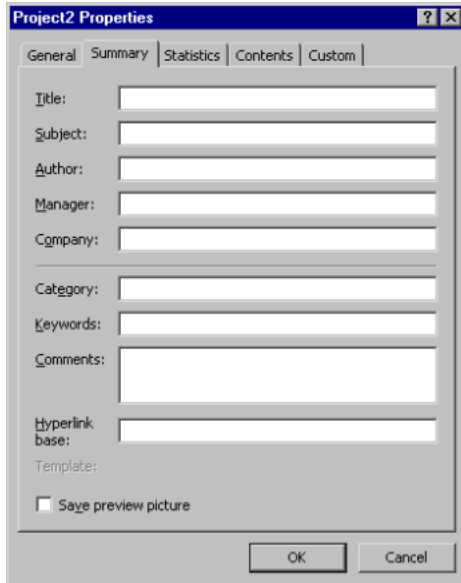 Project2 Properties
General Summary Statistics Contents Custom
Title:
Subject:
Author:
Manager:
Company:
Category:
Keywords:
Comments:
Hyperlink
base:
Template:
Save preview picture
OK Cancel